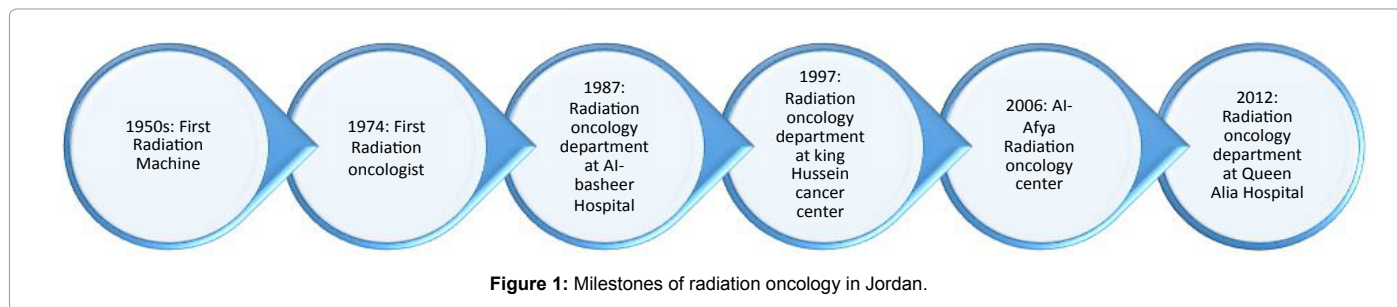 1950s: First
Radiation
Machine
1974: First
Radiation
oncologist
1987:
Radiation
oncology
department
at AI-
basheer
Hospital
1997:
Radiation
oncology
department
at king
Hussein
cancer
center
2006: AI-
Afya
Radiation
oncology
center
2012:
Radiation
oncology
department
at Queen
Alia Hospital
Figure 1: Milestones of radiation oncology in Jordan.